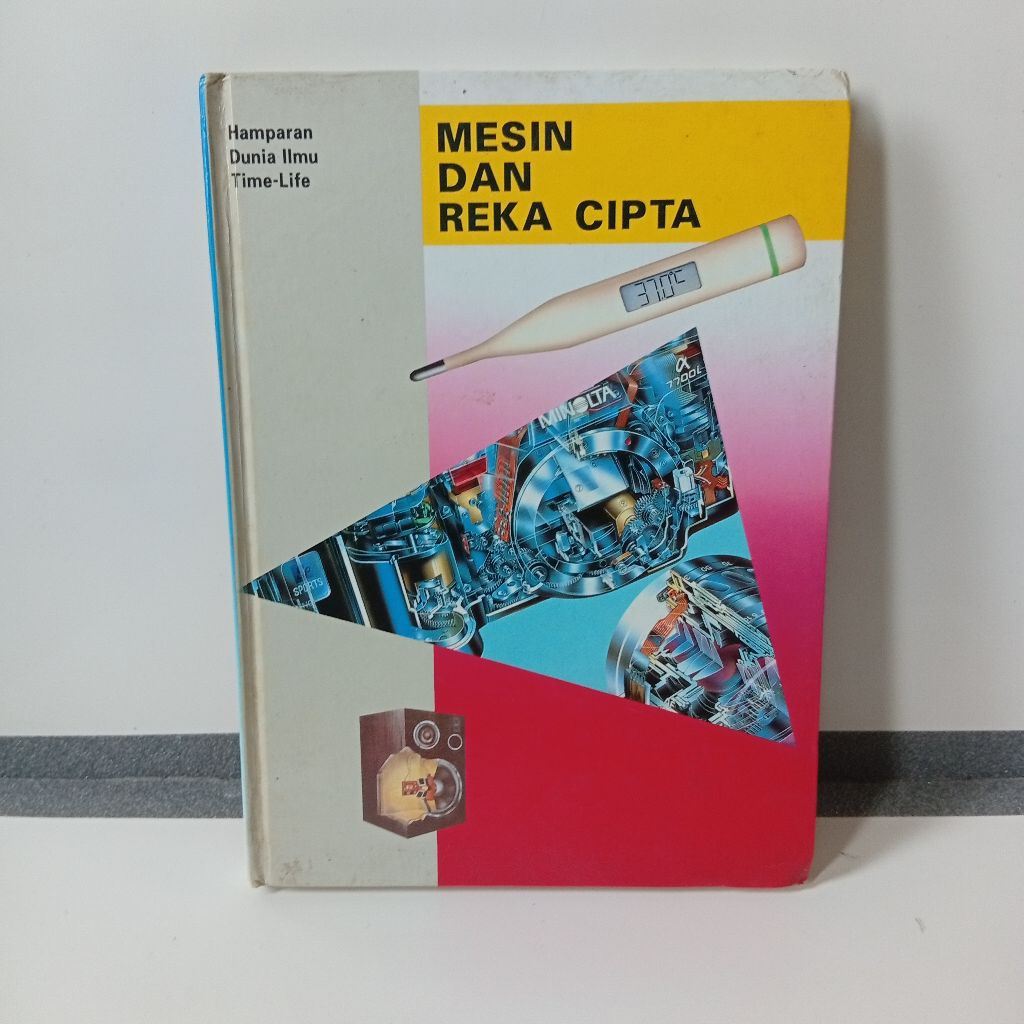 Hamparan
Dunia Ilmu
Time-Life
MESIN
DAN
REKA CIPTA
37.0°C
MINOLTA
α
7700i
SPORTS